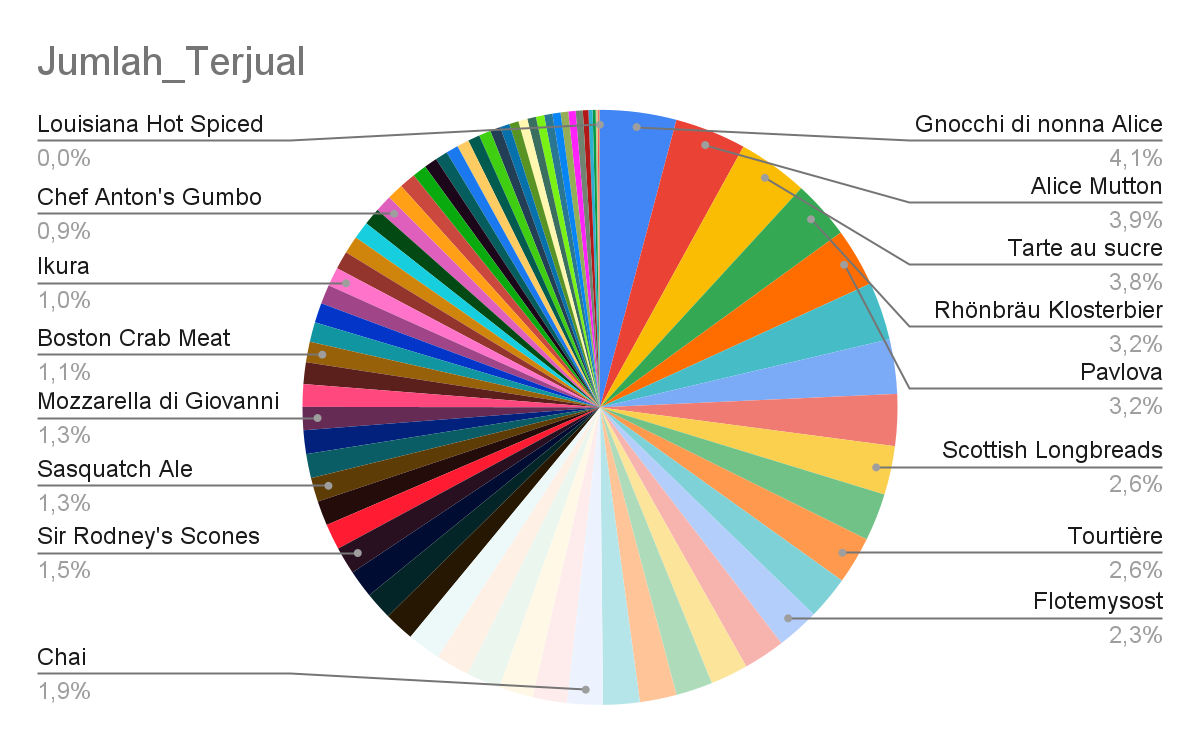 Jumlah_Terjual
Louisiana Hot Spiced
0,0%
Chef Anton's Gumbo
0,9%
Ikura
1,0%
Boston Crab Meat
1,1%
Mozzarella di Giovanni
1,3%
Sasquatch Ale
1,3%
Sir Rodney's Scones
1,5%
Chai
1,9%
Gnocchi di nonna Alice
4,1%
Alice Mutton
3,9%
Tarte au sucre
3,8%
Rhönbräu Klosterbier
3,2%
Pavlova
3,2%
Scottish Longbreads
2,6%
Tourtière
2,6%
Flotemysost
2,3%